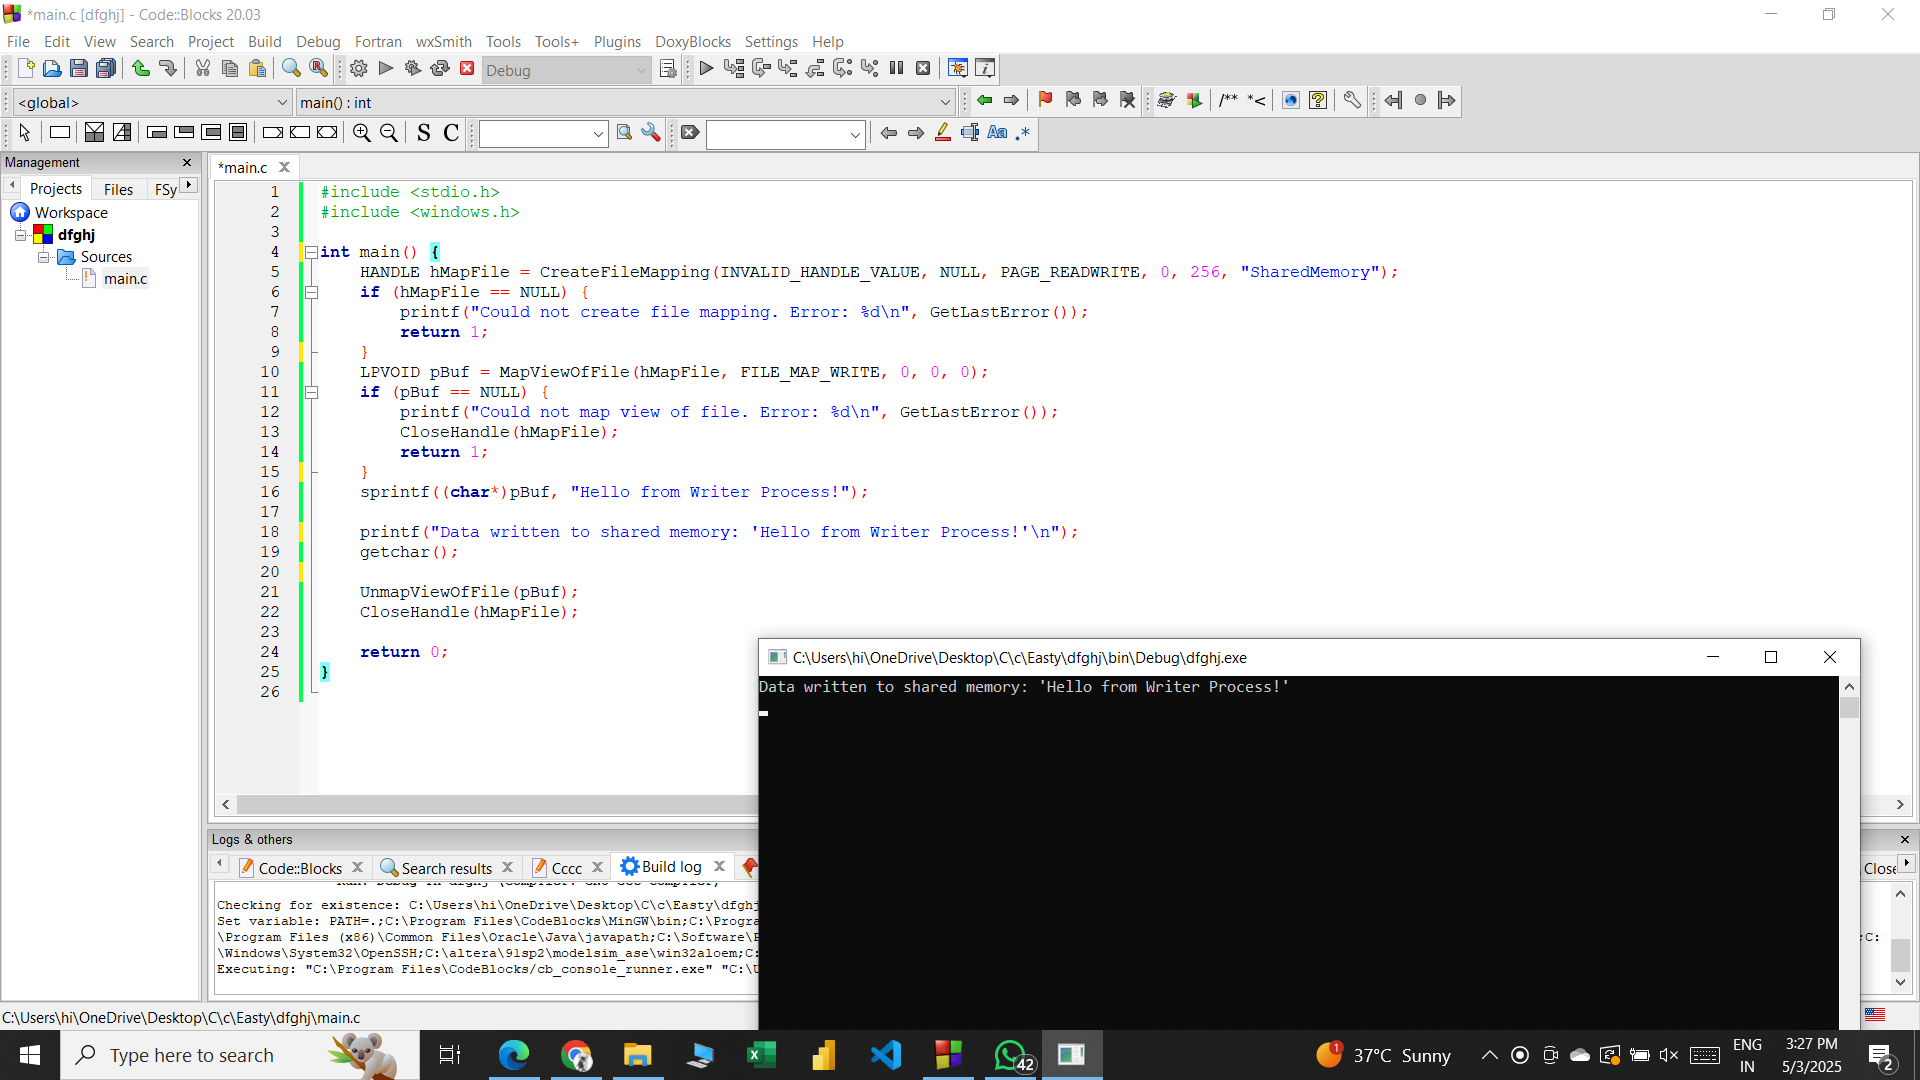 *main.c [dfghj] - Code::Blocks 20.03
File Edit View Search Project Build Debug Fortran wxSmith Tools Tools+ Plugins DoxyBlocks Settings Help
Debug
<global>
main() : int
/** *<
S C
Aa .*
Management
Projects Files FSy
Workspace
dfghj
Sources
main.c
*main.c
1 #include <stdio.h>
2 #include <windows.h>
3
4 int main() {
5 HANDLE hMapFile = CreateFileMapping(INVALID_HANDLE_VALUE, NULL, PAGE_READWRITE, 0, 256, "SharedMemory");
6 if (hMapFile == NULL) {
7 printf("Could not create file mapping. Error: %d\n", GetLastError());
8 return 1;
9 }
10 LPVOID pBuf = MapViewOfFile(hMapFile, FILE_MAP_WRITE, 0, 0, 0);
11 if (pBuf == NULL) {
12 printf("Could not map view of file. Error: %d\n", GetLastError());
13 CloseHandle(hMapFile);
14 return 1;
15 }
16 sprintf((char*)pBuf, "Hello from Writer Process!");
17
18 printf("Data written to shared memory: 'Hello from Writer Process!'\n");
19 getchar();
20
21 UnmapViewOfFile(pBuf);
22 CloseHandle(hMapFile);
23
24 return 0;
25 }
26
C:\Users\hi\OneDrive\Desktop\C\c\Easty\dfghj\bin\Debug\dfghj.exe
Data written to shared memory: 'Hello from Writer Process!'
Logs & others
Code::Blocks Search results Cccc Build log Close
Checking for existence: C:\Users\hi\OneDrive\Desktop\C\c\Easty\dfghj
Set variable: PATH=.;C:\Program Files\CodeBlocks\MinGW\bin;C:\Progra
\Program Files (x86)\Common Files\Oracle\Java\javapath;C:\Software\
\Windows\System32\OpenSSH;C:\altera\91sp2\modelsim_ase\win32aloem;C:
Executing: "C:\Program Files\CodeBlocks/cb_console_runner.exe" "C:\U
;C:
C:\Users\hi\OneDrive\Desktop\C\c\Easty\dfghj\main.c
Type here to search
42
1
37°C Sunny
ENG
IN
3:27 PM
5/3/2025
2